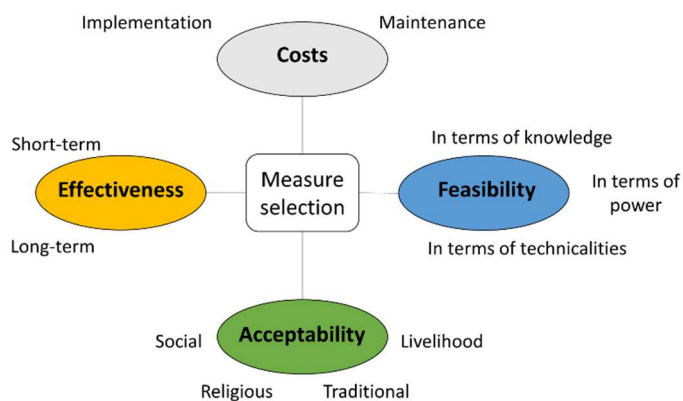 Implementation
Maintenance
Costs
Short-term
Effectiveness
Long-term
Measure
selection
In terms of knowledge
Feasibility
In terms of
power
In terms of technicalities
Social
Acceptability
Livelihood
Religious
Traditional